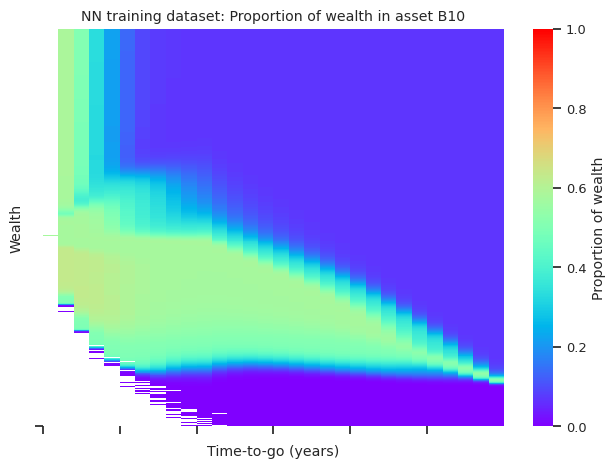 NN training dataset: Proportion of wealth in asset B10
Wealth
Time-to-go (years)
1.0
0.8
0.6
0.4
0.2
0.0
Proportion of wealth